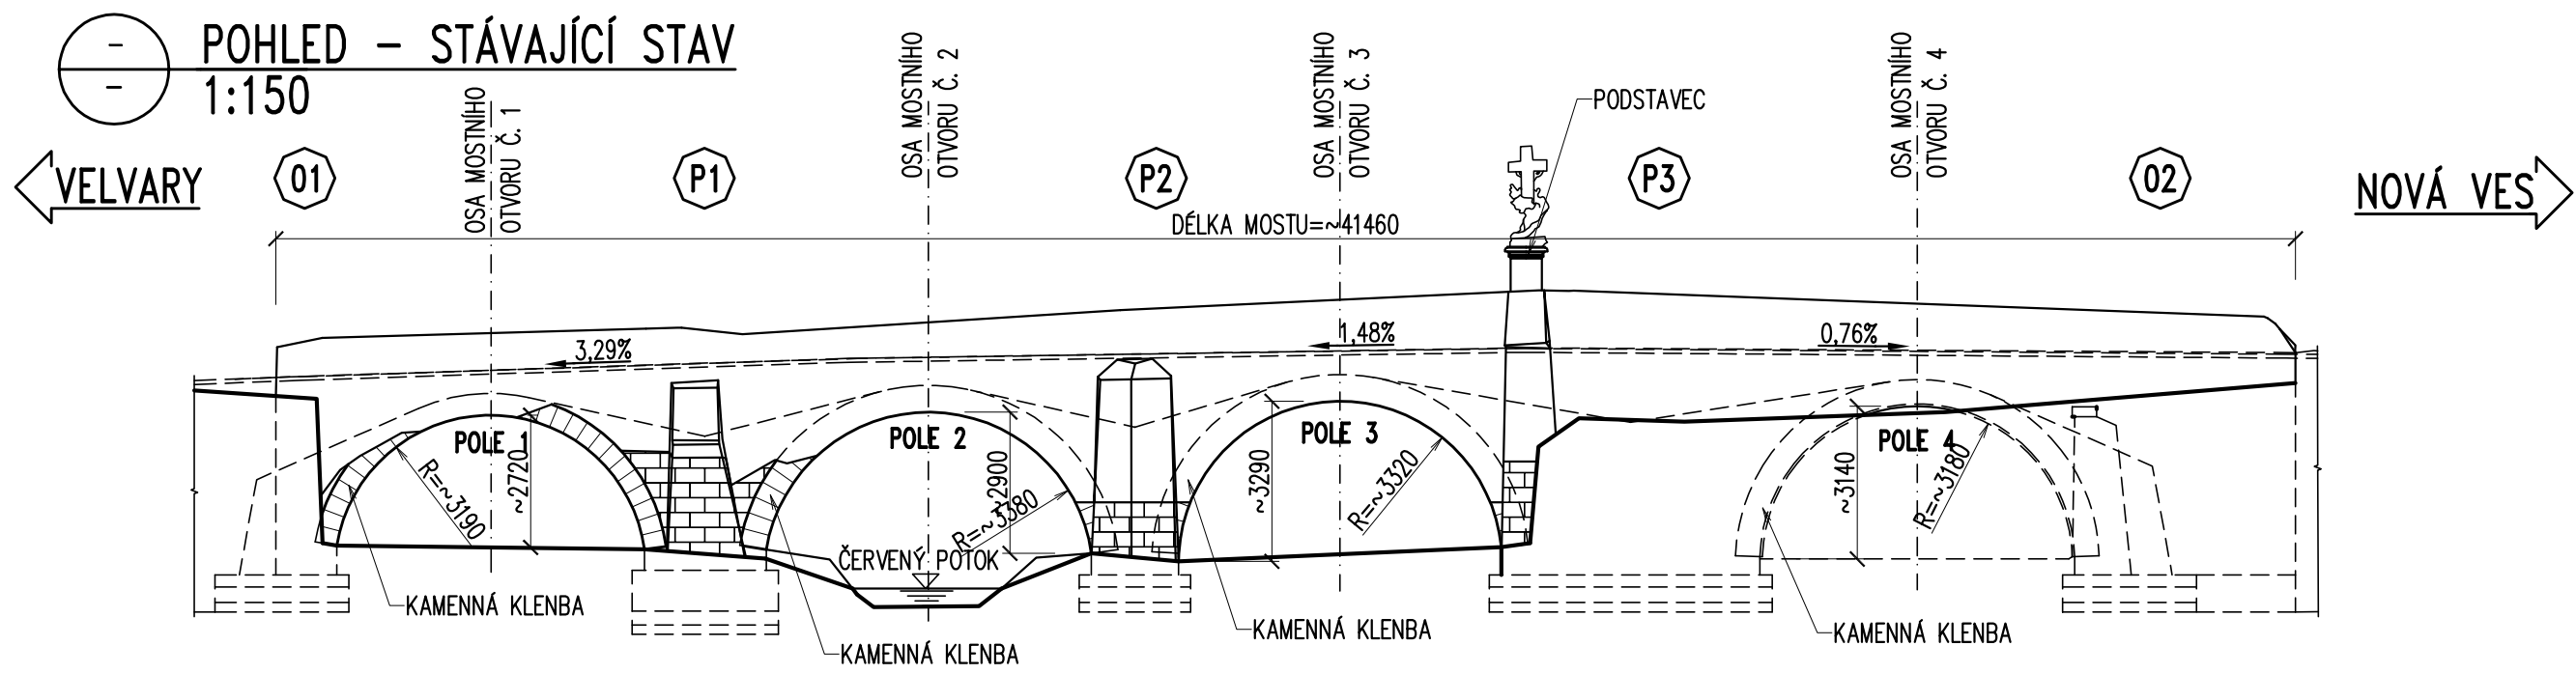 POHLED - STÁVAJÍCÍ STAV
1:150
-
-
OSA MOSTNÍHO
OTVORU Č. 1
OSA MOSTNÍHO
OTVORU Č. 2
OSA MOSTNÍHO
OTVORU Č. 3
OSA MOSTNÍHO
OTVORU Č. 4
PODSTAVEC
VELVARY
O1
P1
P2
P3
O2
NOVÁ VES
DÉLKA MOSTU=~41460
3,29%
1,48%
0,76%
POLE 1
POLE 2
POLE 3
POLE 4
R=~3190
~2720
~2900
R=~3380
~3290
R=~3320
~3140
R=~3180
ČERVENÝ POTOK
KAMENNÁ KLENBA
KAMENNÁ KLENBA
KAMENNÁ KLENBA
KAMENNÁ KLENBA